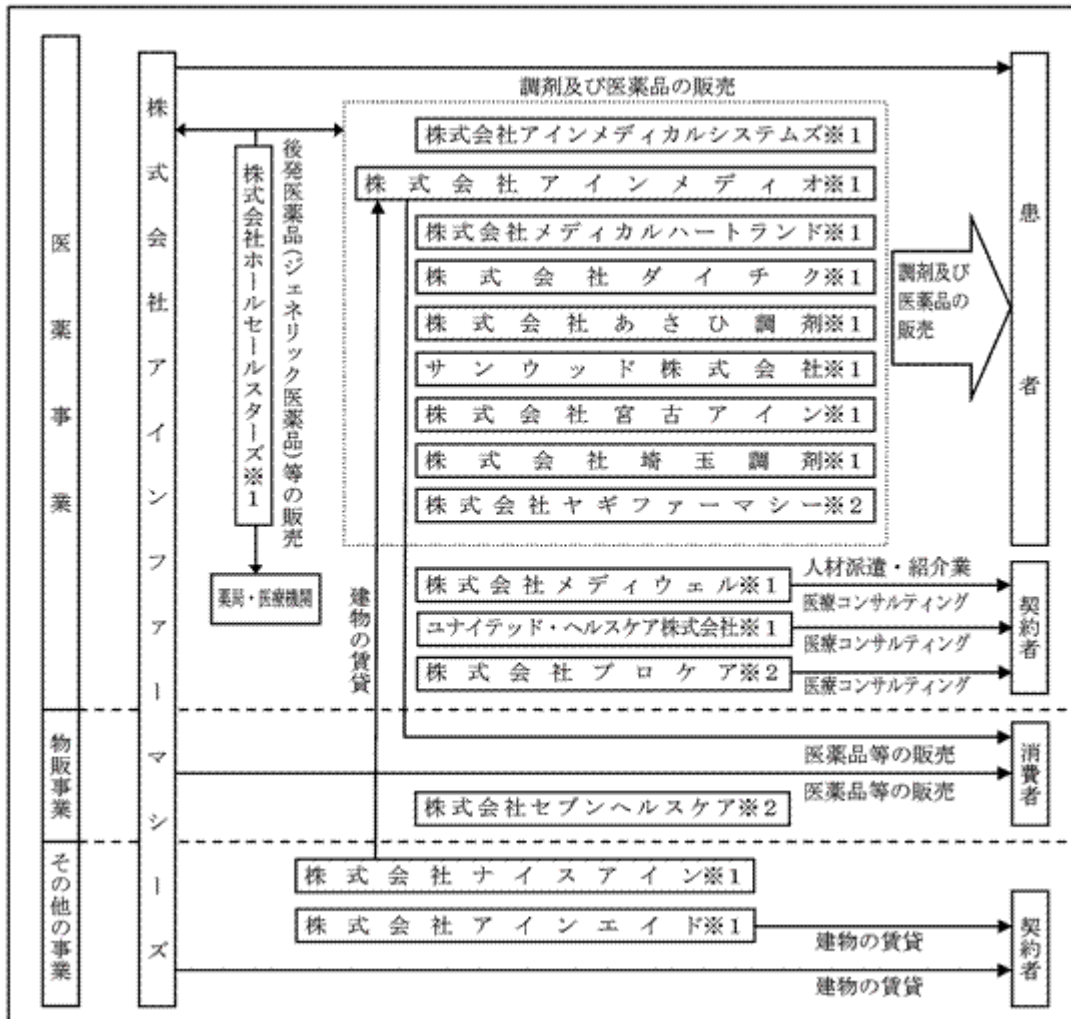 医薬事業
物販事業
その他の事業
株式会社アインファーマシーズ
調剤及び医薬品の販売
株式会社ホールセールスターズ※1
後発医薬品(ジェネリック医薬品)等の販売
薬局・医療機関
株式会社アインメディカルシステムズ※1
株式会社アインメディオ※1
株式会社メディカルハートランド※1
株式会社ダイチク※1
株式会社あさひ調剤※1
サンウッド株式会社※1
株式会社宮古アイン※1
株式会社埼玉調剤※1
株式会社ヤギファーマシー※2
調剤及び
医薬品の
販売
患者
建物の賃貸
株式会社メディウェル※1
人材派遣・紹介業
医療コンサルティング
ユナイテッド・ヘルスケア株式会社※1
医療コンサルティング
株式会社プロケア※2
医療コンサルティング
契約者
医薬品等の販売
医薬品等の販売
株式会社セブンヘルスケア※2
消費者
株式会社ナイスアイン※1
株式会社アインエイド※1
建物の賃貸
建物の賃貸
契約者